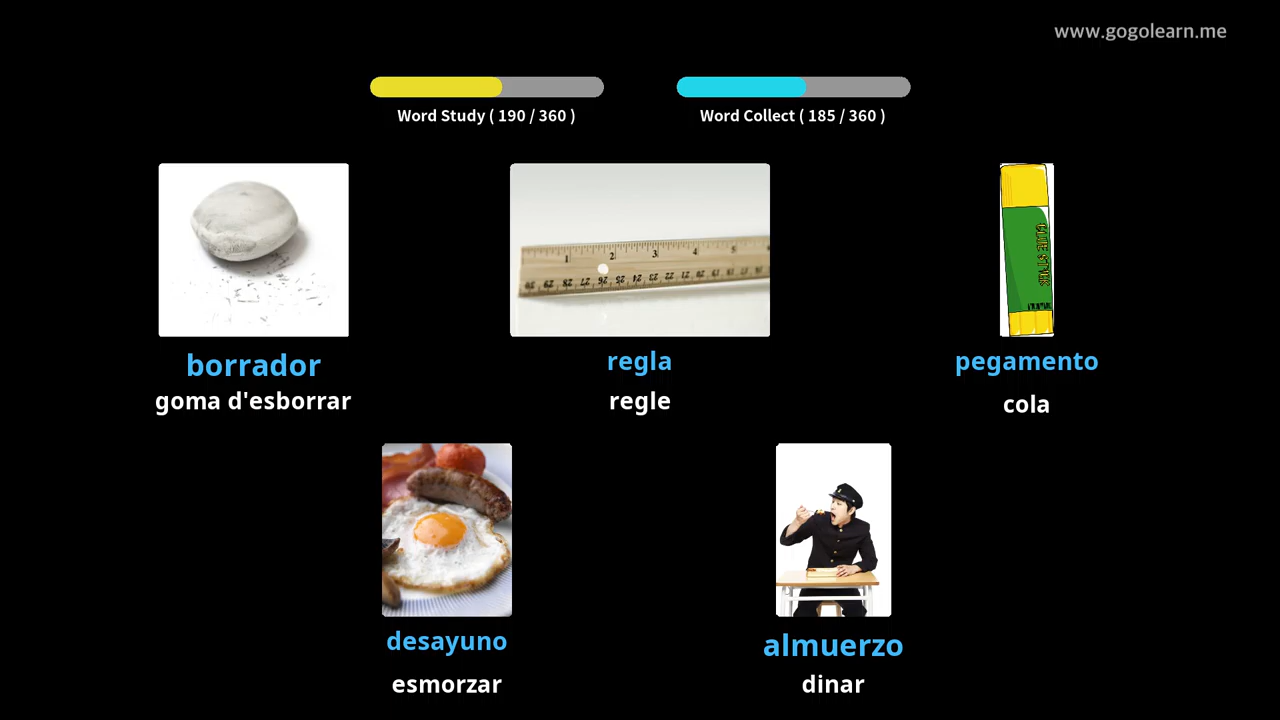 www.gogolearn.me
Word Study ( 190 / 360 )
Word Collect ( 185 / 360 )
borrador
goma d'esborrar
regla
regle
pegamento
cola
desayuno
esmorzar
almuerzo
dinar